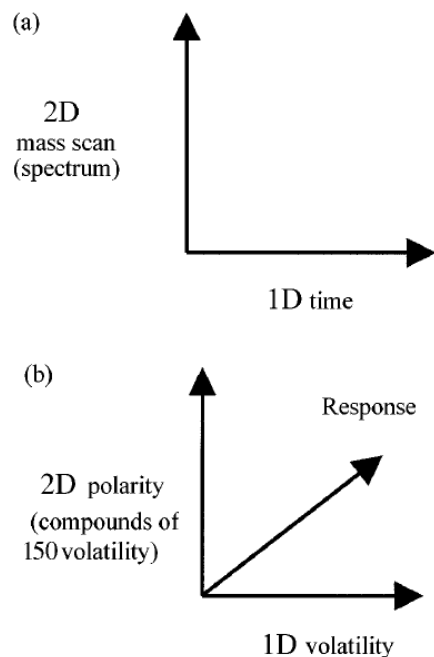 (a)
2D
mass scan
(spectrum)
1D time
(b)
Response
2D polarity
(compounds of
150 volatility)
1D volatility